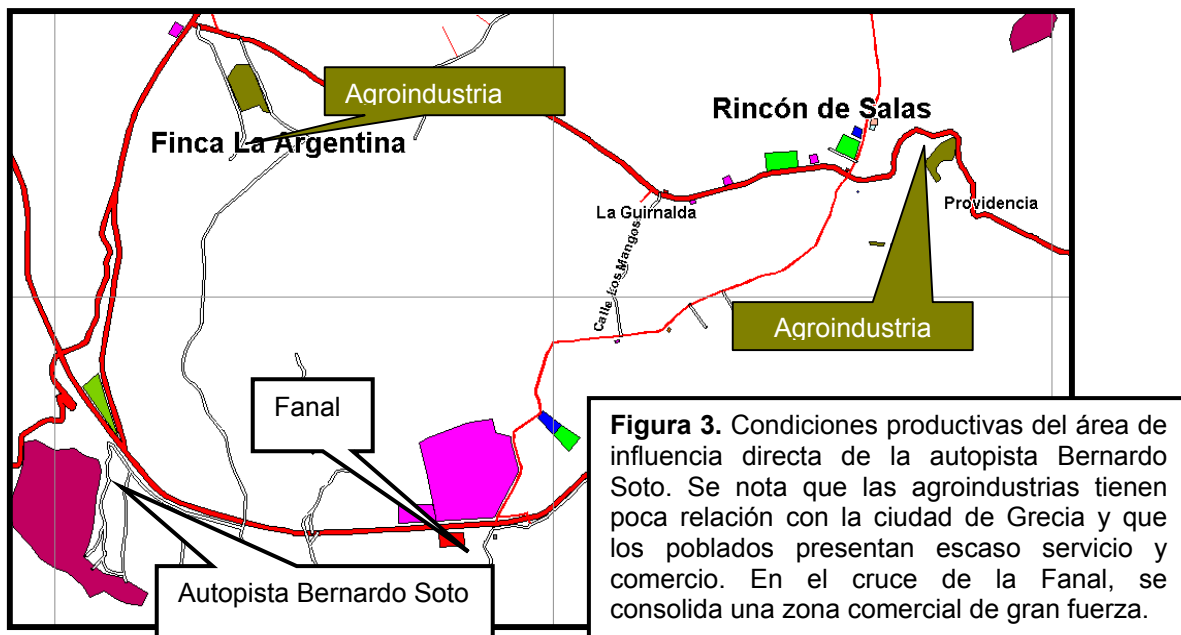 Agroindustria
Rincón de Salas
Finca La Argentina
La Guirnalda
Providencia
Calle Los Mangos
Agroindustria
Fanal
Autopista Bernardo Soto
Figura 3. Condiciones productivas del área de
influencia directa de la autopista Bernardo
Soto. Se nota que las agroindustrias tienen
poca relación con la ciudad de Grecia y que
los poblados presentan escaso servicio y
comercio. En el cruce de la Fanal, se
consolida una zona comercial de gran fuerza.